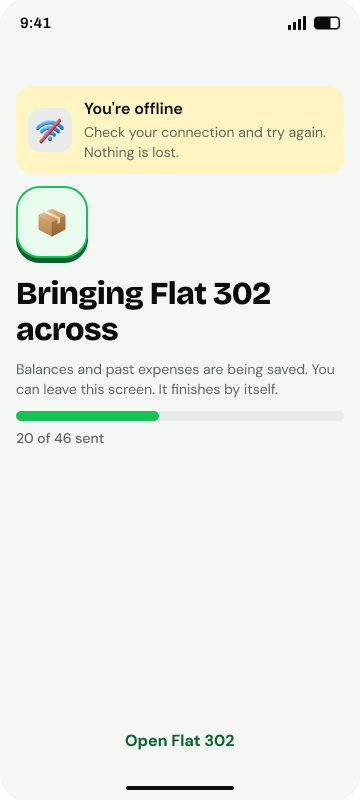 9:41
You're offline
Check your connection and try again.
Nothing is lost.
Bringing Flat 302
across
Balances and past expenses are being saved. You
can leave this screen. It finishes by itself.
20 of 46 sent
Open Flat 302